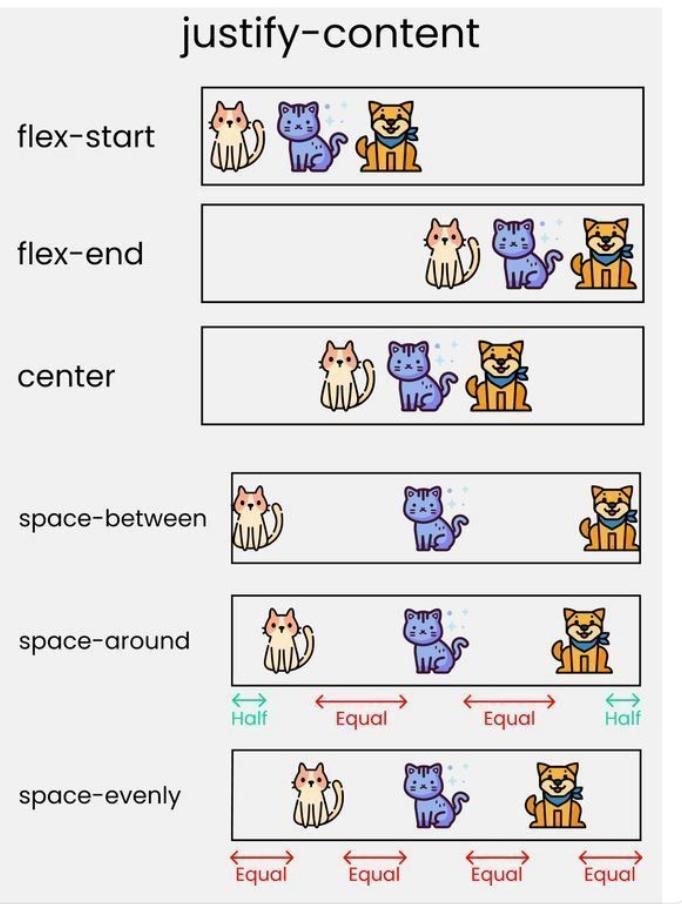 justify-content
flex-start
flex-end
center
space-between
space-around
Half Equal Equal Half
space-evenly
Equal Equal Equal Equal